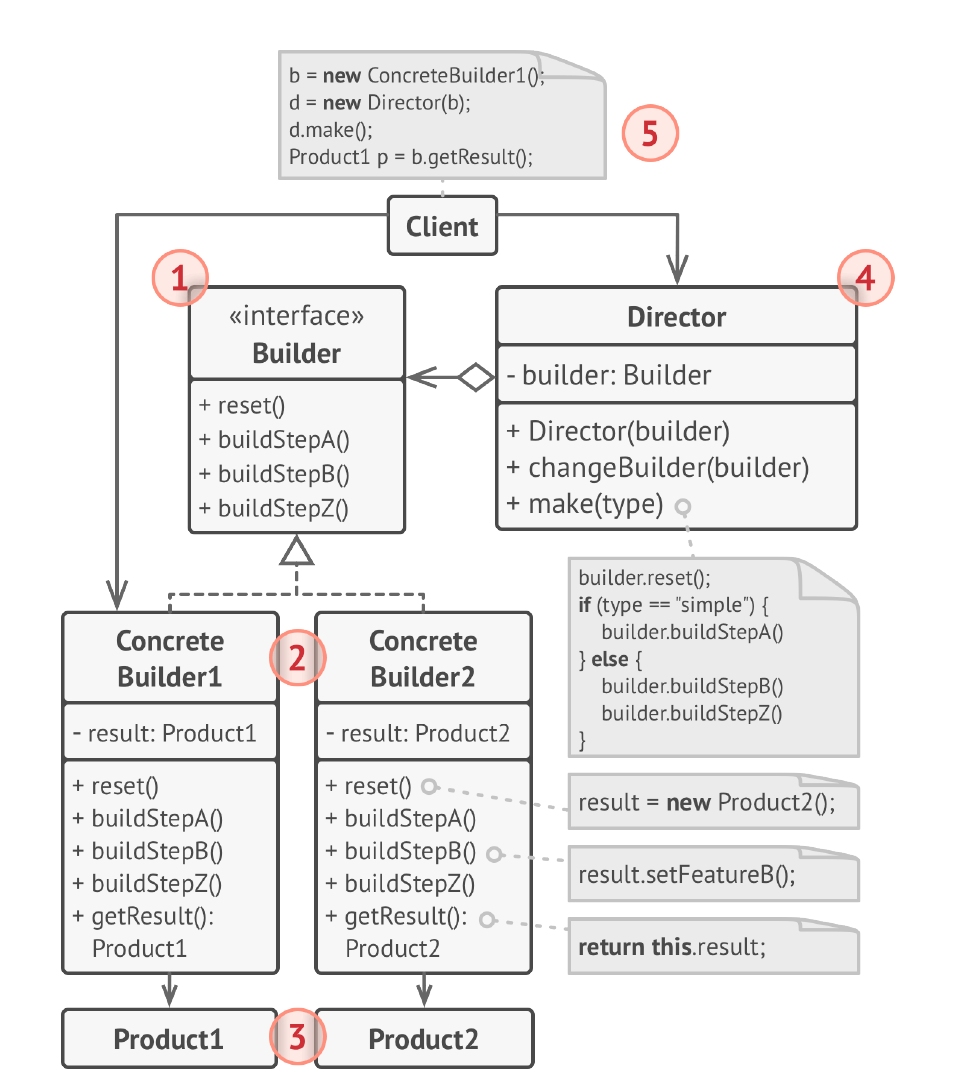 b = new ConcreteBuilder1();
d = new Director(b);
d.make();
Product1 p = b.getResult();
5
Client
1
«interface»
Builder
+ reset()
+ buildStepA()
+ buildStepB()
+ buildStepZ()
4
Director
- builder: Builder
+ Director(builder)
+ changeBuilder(builder)
+ make(type)
builder.reset();
if (type == "simple") {
builder.buildStepA()
} else {
builder.buildStepB()
builder.buildStepZ()
}
2
Concrete
Builder1
- result: Product1
+ reset()
+ buildStepA()
+ buildStepB()
+ buildStepZ()
+ getResult():
Product1
Concrete
Builder2
- result: Product2
+ reset()
+ buildStepA()
+ buildStepB()
+ buildStepZ()
+ getResult():
Product2
result = new Product2();
result.setFeatureB();
return this.result;
Product1
3
Product2